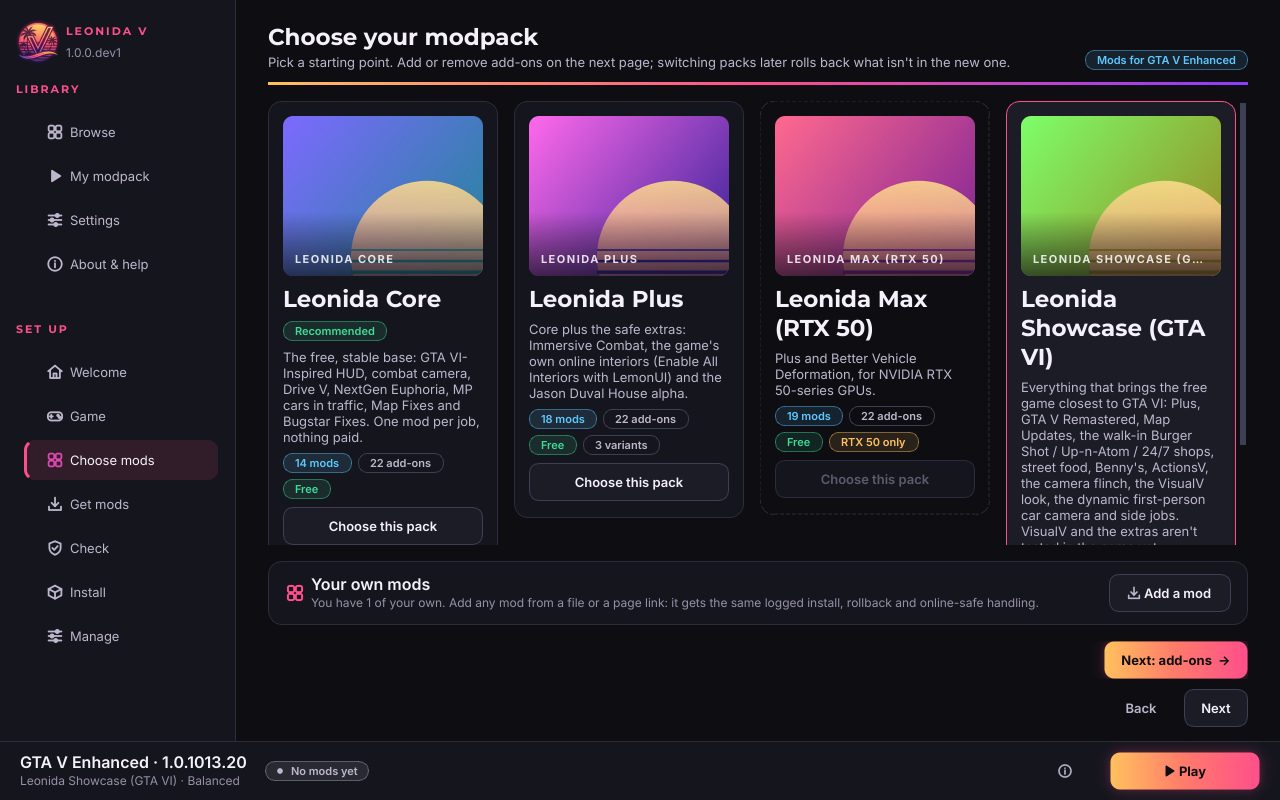 LEONIDA V
1.0.0.dev1
LIBRARY
Browse
My modpack
Settings
About & help
SET UP
Welcome
Game
Choose mods
Get mods
Check
Install
Manage
Choose your modpack
Pick a starting point. Add or remove add-ons on the next page; switching packs later rolls back what isn't in the new one.
Mods for GTA V Enhanced
LEONIDA CORE
Leonida Core
Recommended
The free, stable base: GTA VI-
Inspired HUD, combat camera,
Drive V, NextGen Euphoria, MP
cars in traffic, Map Fixes and
Bugstar Fixes. One mod per job,
nothing paid.
14 mods
22 add-ons
Free
Choose this pack
LEONIDA PLUS
Leonida Plus
Core plus the safe extras:
Immersive Combat, the game's
own online interiors (Enable All
Interiors with LemonUI) and the
Jason Duval House alpha.
18 mods
22 add-ons
Free
3 variants
Choose this pack
LEONIDA MAX (RTX 50)
Leonida Max
(RTX 50)
Plus and Better Vehicle
Deformation, for NVIDIA RTX
50-series GPUs.
19 mods
22 add-ons
Free
RTX 50 only
Choose this pack
LEONIDA SHOWCASE (G...
Leonida
Showcase (GTA
VI)
Everything that brings the free
game closest to GTA VI: Plus,
GTA V Remastered, Map
Updates, the walk-in Burger
Shot / Up-n-Atom / 24/7 shops,
street food, Benny's, ActionsV,
the camera flinch, the VisualV
look, the dynamic first-person
car camera and side jobs.
VisualV and the extras aren't
Your own mods
You have 1 of your own. Add any mod from a file or a page link: it gets the same logged install, rollback and online-safe handling.
Add a mod
Next: add-ons →
Back
Next
GTA V Enhanced · 1.0.1013.20
Leonida Showcase (GTA VI) · Balanced
No mods yet
Play